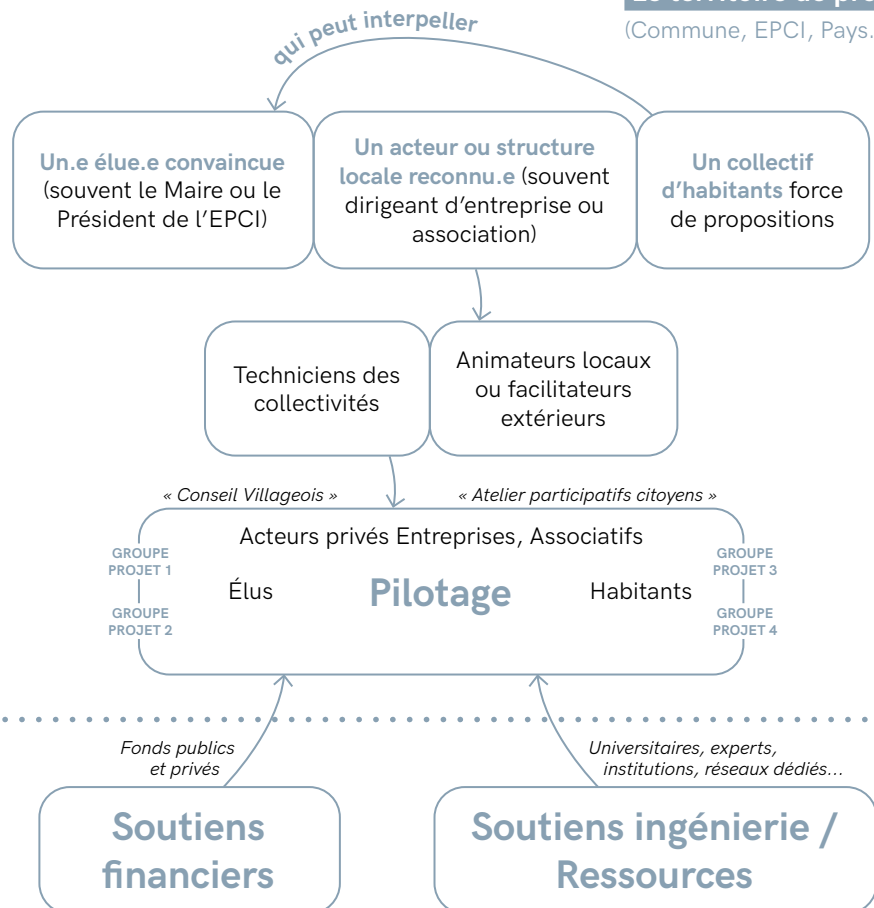 (Commune, EPCI, Pays.
qui peut interpeller
Un.e élue.e convaincue
(souvent le Maire ou le
Président de l'EPCI)
Un acteur ou structure
locale reconnu.e (souvent
dirigeant d'entreprise ou
association)
Un collectif
d'habitants force
de propositions
Techniciens des
collectivités
Animateurs locaux
ou facilitateurs
extérieurs
« Conseil Villageois »
« Atelier participatifs citoyens »
Acteurs privés Entreprises, Associatifs
GROUPE
PROJET 1
GROUPE
PROJET 2
Élus
Pilotage
Habitants
GROUPE
PROJET 3
GROUPE
PROJET 4
Fonds publics
et privés
Universitaires, experts,
institutions, réseaux dédiés...
Soutiens
financiers
Soutiens ingénierie /
Ressources